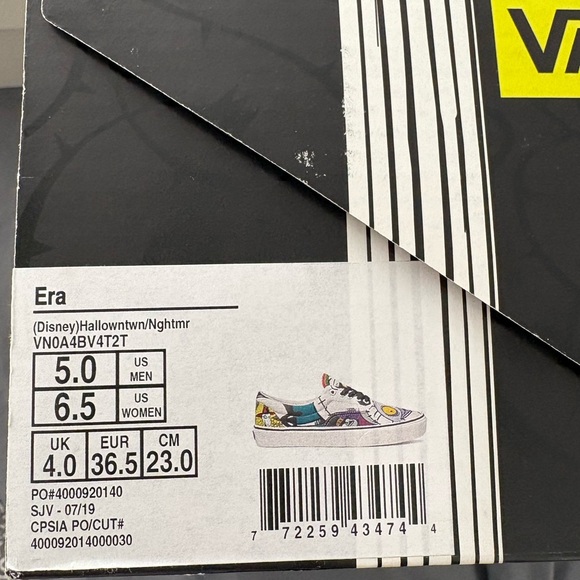 VA
Era
(Disney)Hallowntwn/Nghtmr
VN0A4BV4T2T
5.0 US MEN
6.5 US WOMEN
UK EUR CM
4.0 36.5 23.0
PO#4000920140
SJV - 07/19
CPSIA PO/CUT#
400092014000030
7 72259 43474 4